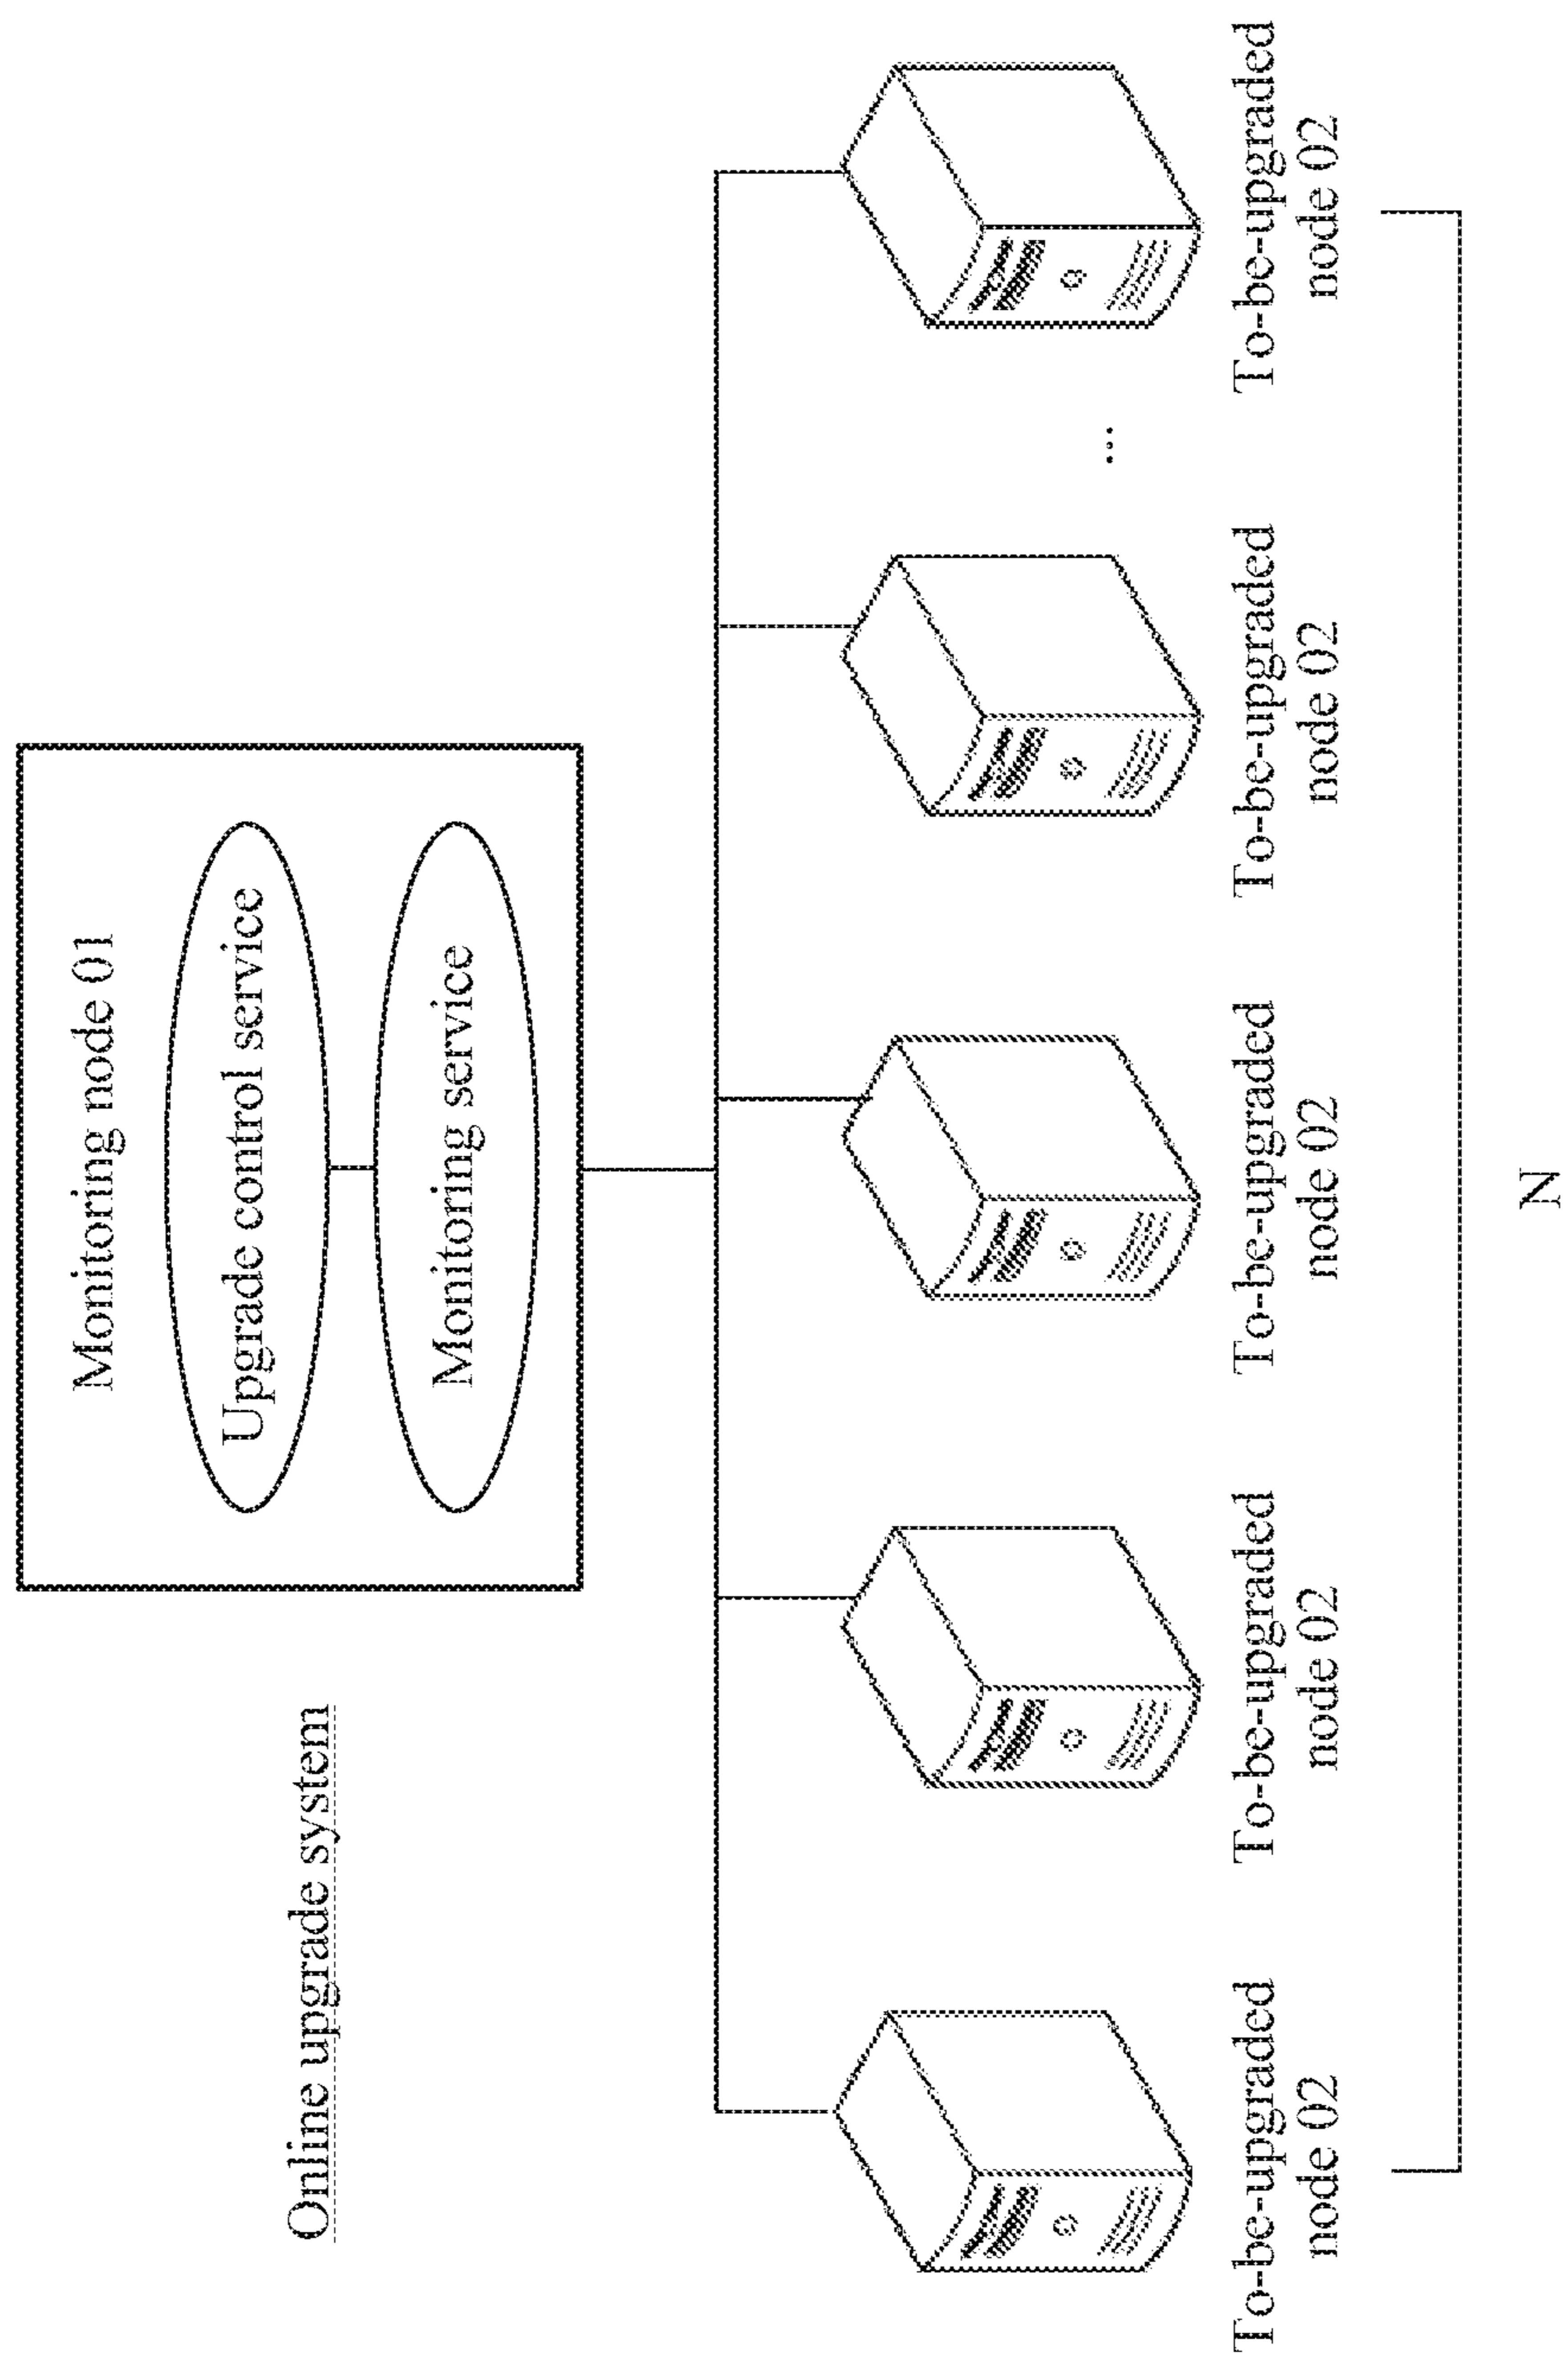 Online upgrade system
Monitoring node 01
Upgrade control service
Monitoring service
To-be-upgraded
node 02
To-be-upgraded
node 02
To-be-upgraded
node 02
To-be-upgraded
node 02
...
To-be-upgraded
node 02
N